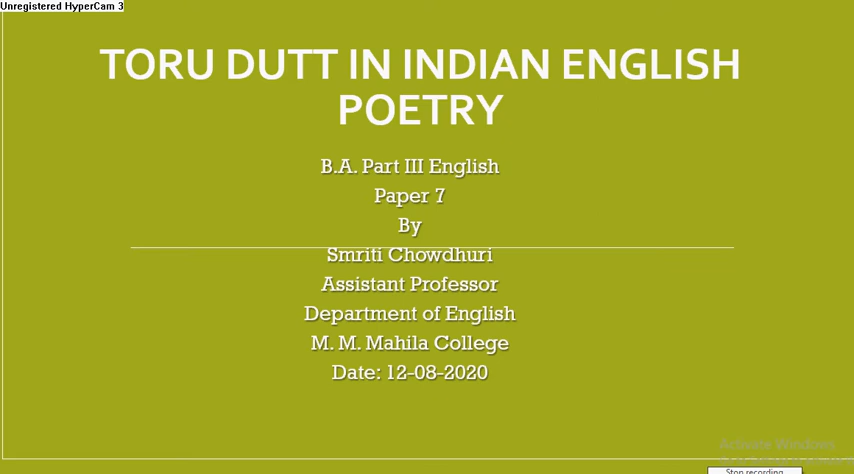 Unregistered HyperCam 3
TORU DUTT IN INDIAN ENGLISH
POETRY
B.A. Part III English
Paper 7
By
Smriti Chowdhuri
Assistant Professor
Department of English
M. M. Mahila College
Date: 12-08-2020
Activate Windows
Stop recording